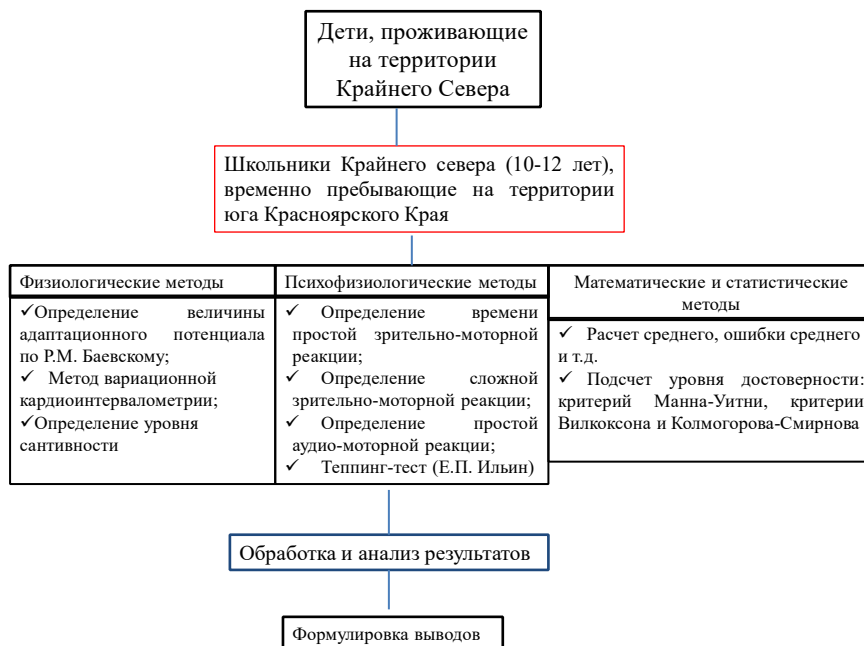 Дети, проживающие
на территории
Крайнего Севера
Школьники Крайнего севера (10-12 лет),
временно пребывающие на территории
юга Красноярского Края
Физиологические методы
✓Определение величины
адаптационного потенциала
по Р.М. Баевскому;
✓ Метод вариационной
кардиоинтервалометрии;
✓Определение уровня
сантивности
Психофизиологические методы
✓ Определение времени
простой зрительно-моторной
реакции;
✓ Определение сложной
зрительно-моторной реакции;
✓ Определение простой
аудио-моторной реакции;
✓ Теппинг-тест (Е.П. Ильин)
Математические и статистические
методы
✓ Расчет среднего, ошибки среднего
и т.д.
✓ Подсчет уровня достоверности:
критерий Манна-Уитни, критерии
Вилкоксона и Колмогорова-Смирнова
Обработка и анализ результатов
Формулировка выводов